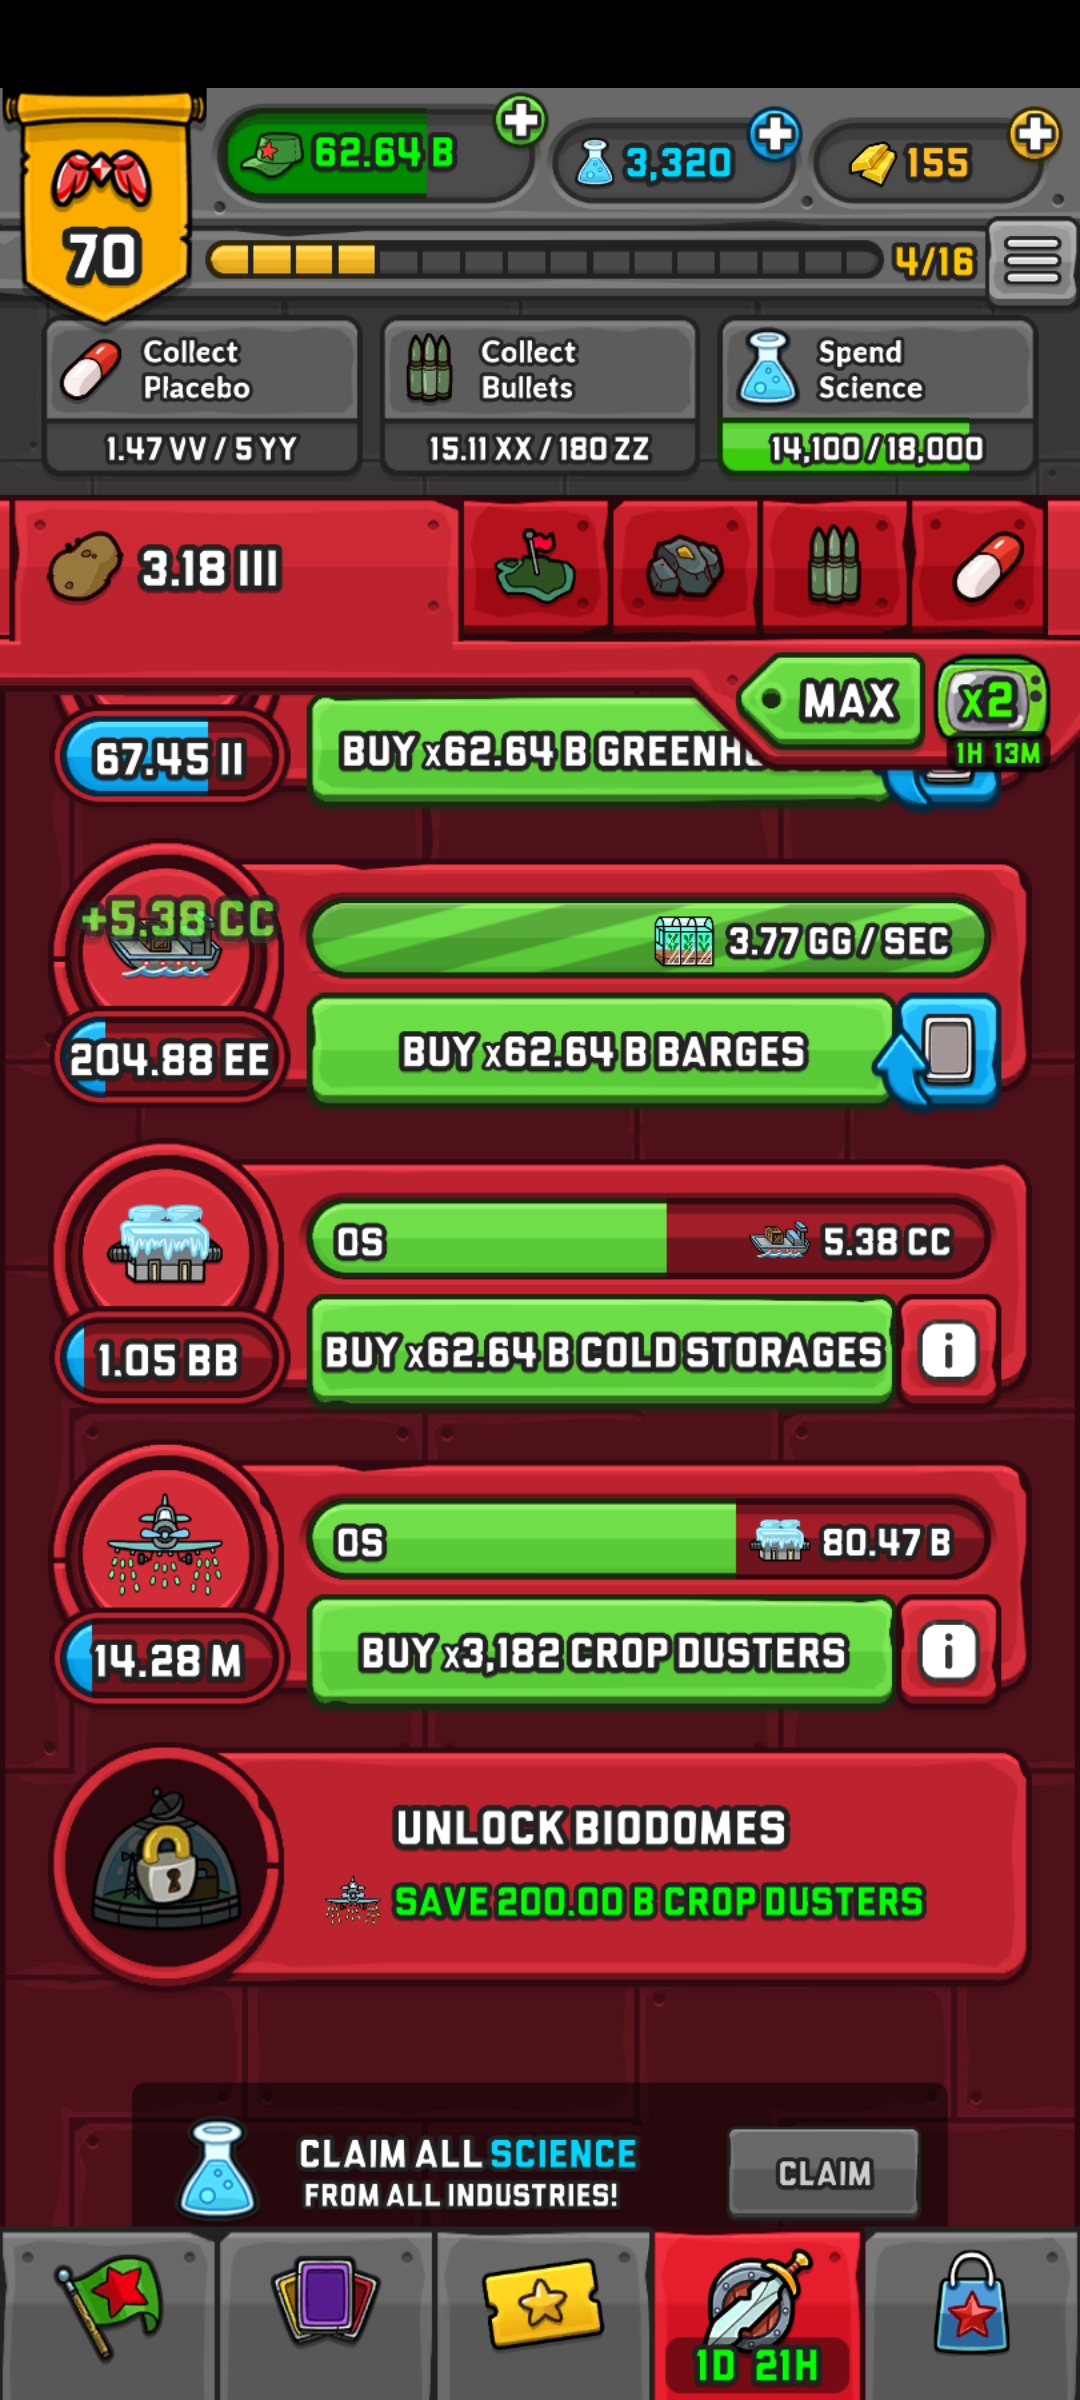 62.64 B
3,320
155
70
4/16
Collect
Placebo
1.47 VV / 5 YY
Collect
Bullets
15.11 XX / 180 ZZ
Spend
Science
14,100 / 18,000
3.18 III
MAX
x2
1H 13M
67.45 II
BUY x62.64 B
+5.38 CC
3.77 GG / SEC
204.88 EE
BUY x62.64 B BARGES
0S
5.38 CC
1.05 BB
BUY x62.64 B COLD STORAGES
i
0S
80.47 B
14.28 M
BUY x3,182 CROP DUSTERS
i
UNLOCK BIODOMES
SAVE 200.00 B CROP DUSTERS
CLAIM ALL SCIENCE
FROM ALL INDUSTRIES!
CLAIM
1D 21H